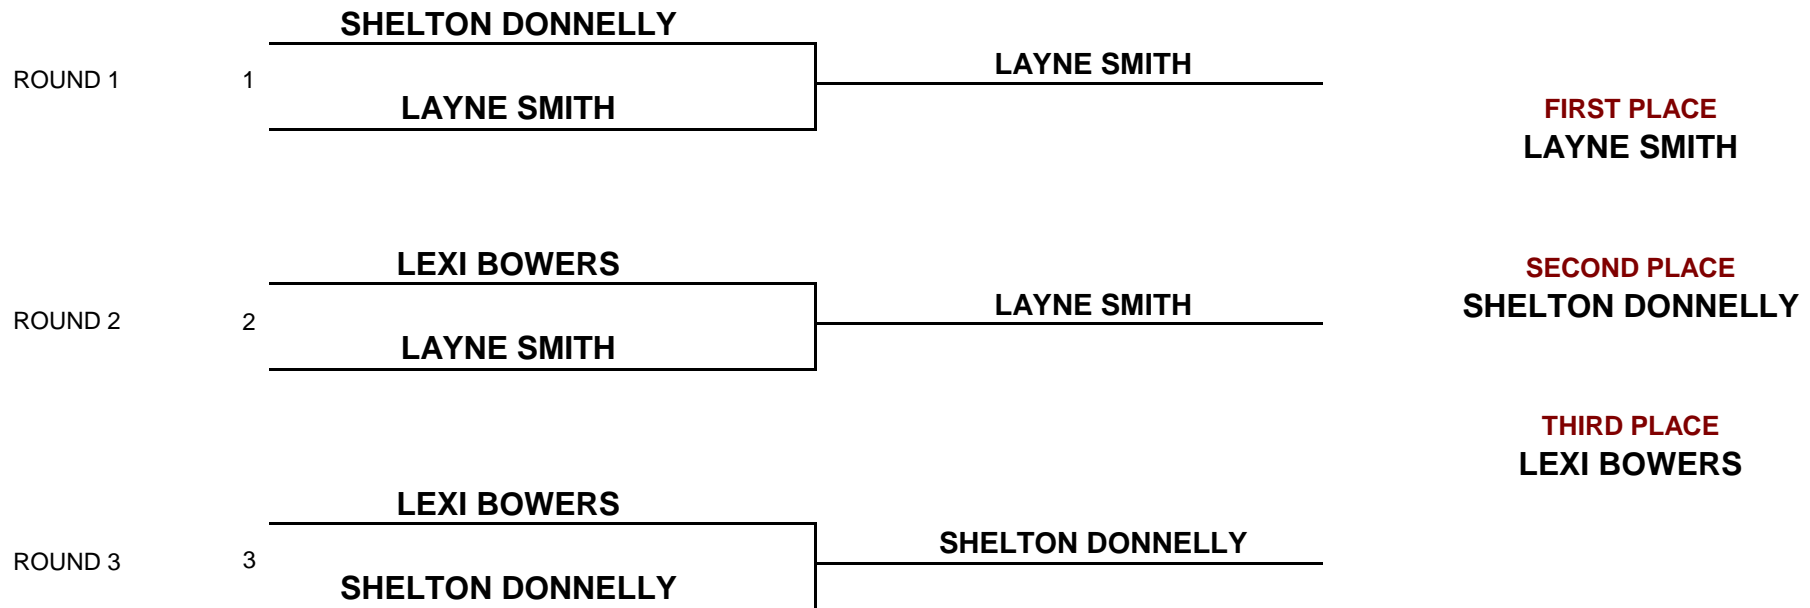 SHELTON DONNELLY
ROUND 1 1 LAYNE SMITH
LAYNE SMITH
FIRST PLACE
LAYNE SMITH
LEXI BOWERS
ROUND 2 2 LAYNE SMITH
LAYNE SMITH
SECOND PLACE
SHELTON DONNELLY
THIRD PLACE
LEXI BOWERS
LEXI BOWERS
ROUND 3 3 SHELTON DONNELLY
SHELTON DONNELLY